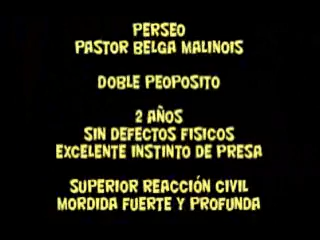 PERSEO
PASTOR BELGA MALINOIS
DOBLE PEOPOSITO
2 AÑOS
SIN DEFECTOS FISICOS
EXCELENTE INSTINTO DE PRESA
SUPERIOR REACCIÓN CIVIL
MORDIDA FUERTE Y PROFUNDA